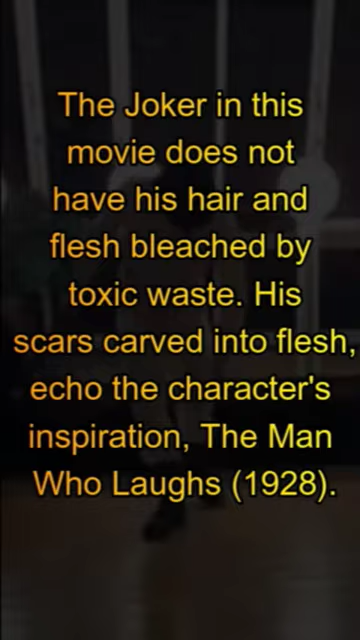 The Joker in this
movie does not
have his hair and
flesh bleached by
toxic waste. His
scars carved into flesh,
echo the character's
inspiration, The Man
Who Laughs (1928).